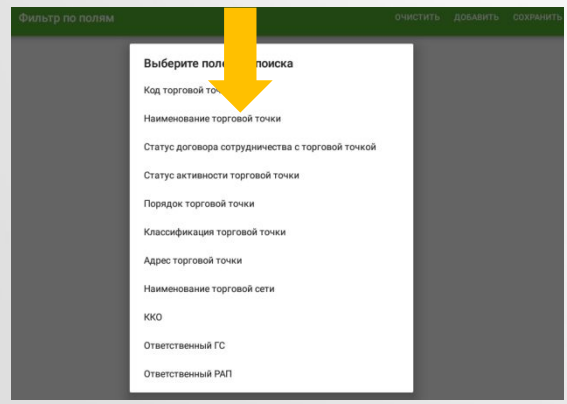 Фильтр по полям
ОЧИСТИТЬ ДОБАВИТЬ СОХРАНИТЬ
Выберите поле поиска
Код торговой
Наименование торговой точки
Статус договора сотрудничества с торговой точкой
Статус активности торговой точки
Порядок торговой точки
Классификация торговой точки
Адрес торговой точки
Наименование торговой сети
ККО
Ответственный ГС
Ответственный РАП